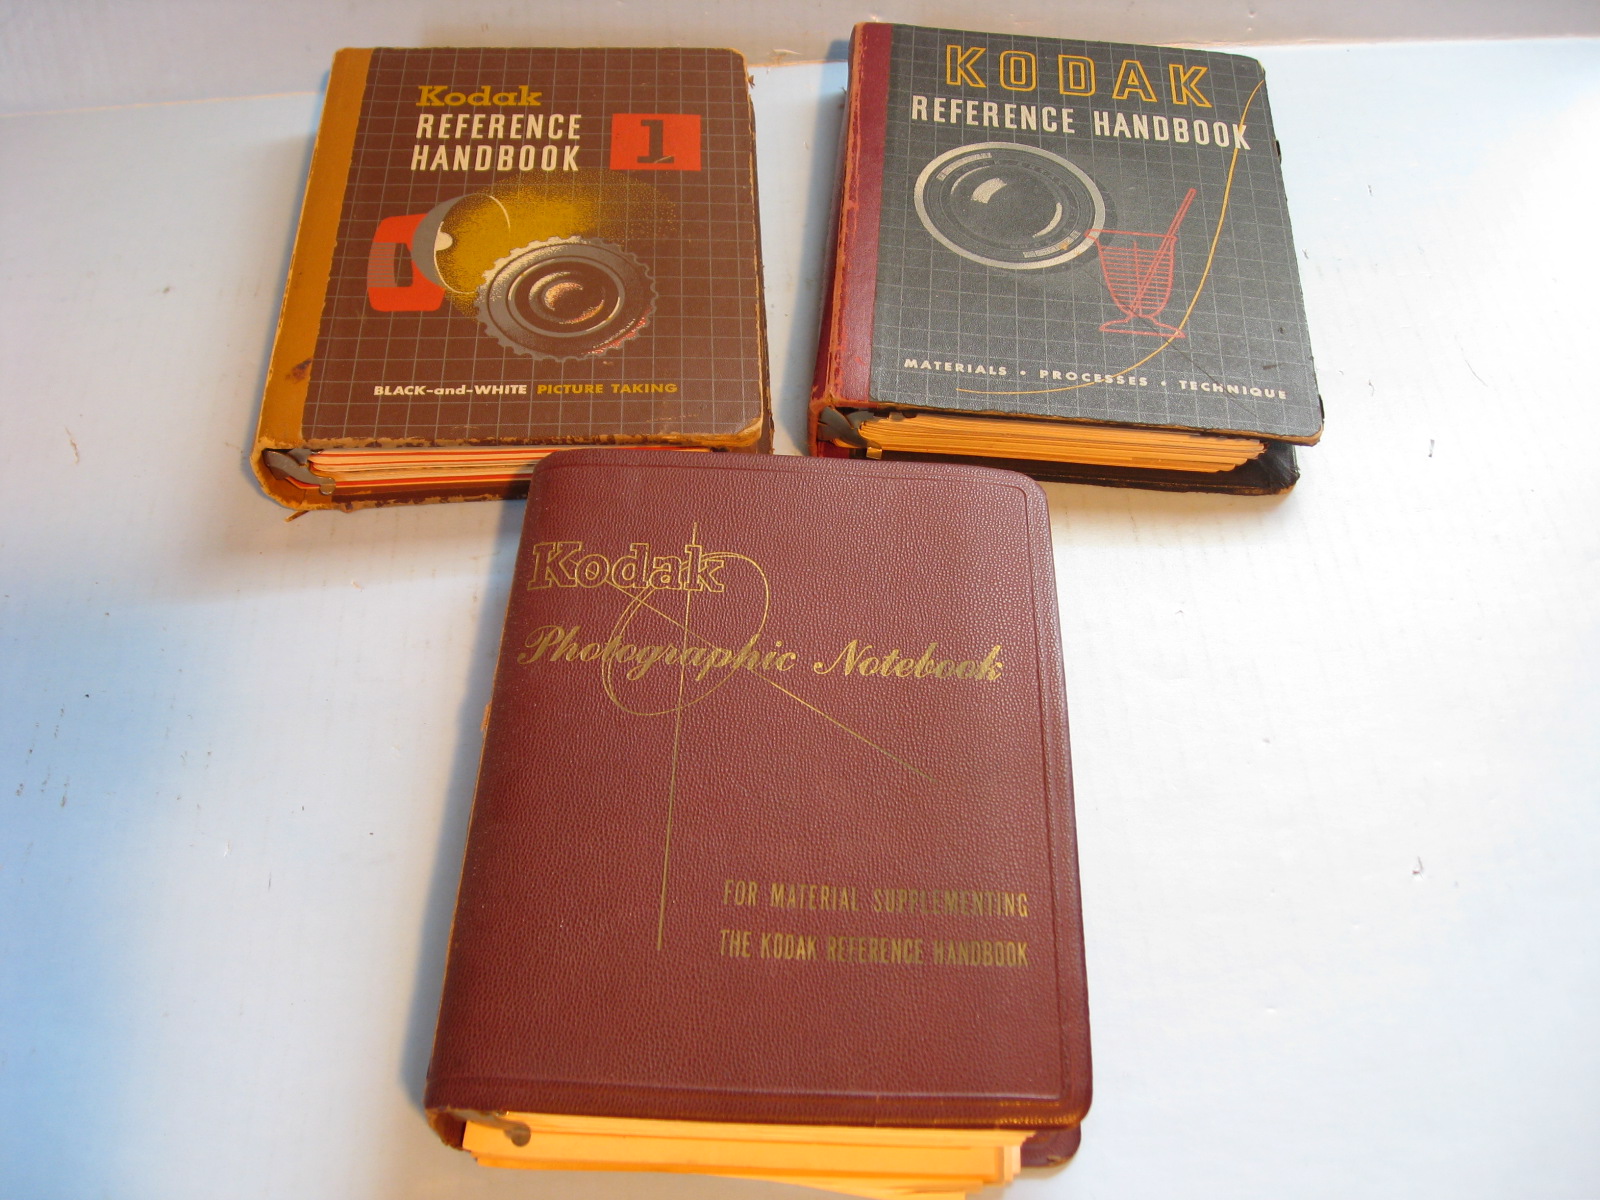 Kodak
REFERENCE
HANDBOOK
1
BLACK-and-WHITE PICTURE TAKING
KODAK
REFERENCE HANDBOOK
MATERIALS • PROCESSES • TECHNIQUE
Kodak
Photographic Notebook
FOR MATERIAL SUPPLEMENTING
THE KODAK REFERENCE HANDBOOK